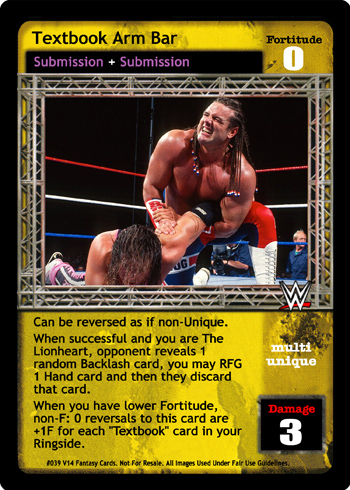 Textbook Arm Bar
Fortitude
0
Submission + Submission
Can be reversed as if non-Unique.
When successful and you are The
Lionheart, opponent reveals 1
random Backlash card, you may RFG
1 Hand card and then they discard
that card.
When you have lower Fortitude,
non-F: 0 reversals to this card are
+1F for each "Textbook" card in your
Ringside.
W
multi
unique
Damage
3
#039 V14 Fantasy Cards. Not For Resale. All Images Used Under Fair Use Guidelines.